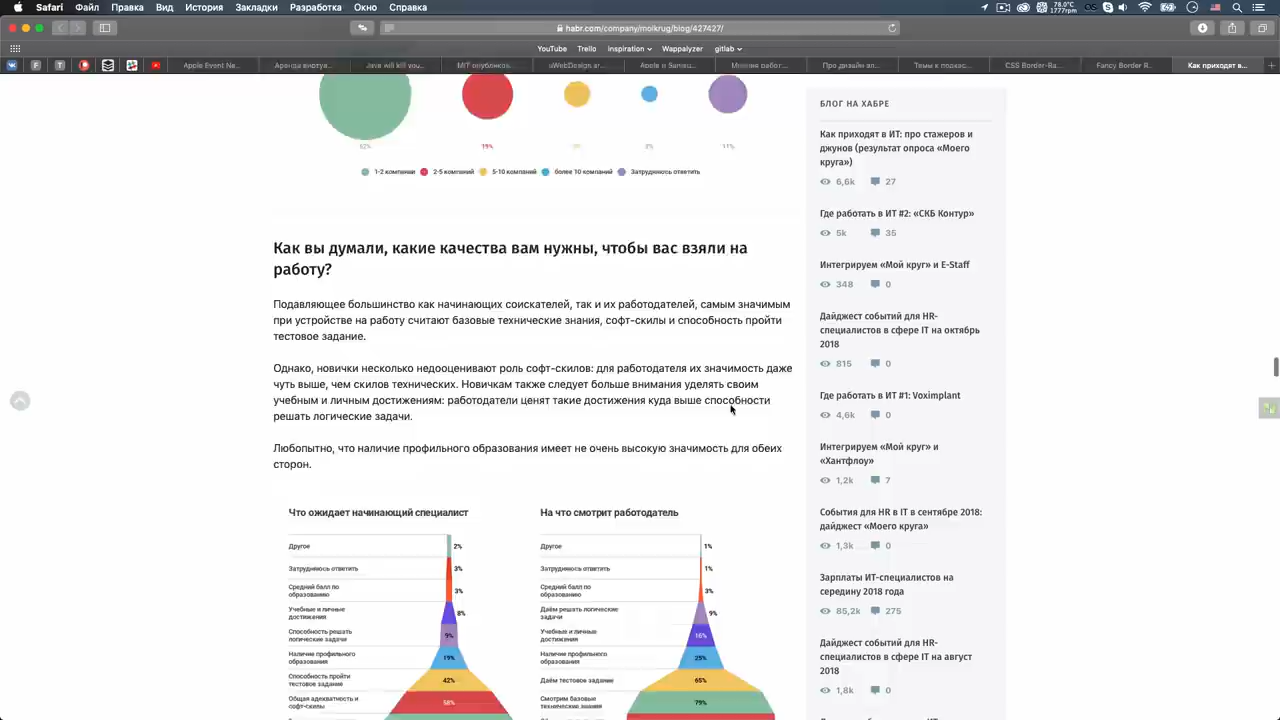 Safari Файл Правка Вид История Закладки Разработка Окно Справка
78.0°C
habr.com/company/moikrug/blog/427427/
YouTube Trello inspiration Wappalyzer gitlab
Apple Event Ne...
CSS Border-Ra...
Fancy Border R...
Как приходят в...
62%
19%
11%
1-2 компании 2-5 компаний 5-10 компаний более 10 компаний Затрудняюсь ответить
Как вы думали, какие качества вам нужны, чтобы вас взяли на
работу?
Подавляющее большинство как начинающих соискателей, так и их работодателей, самым значимым
при устройстве на работу считают базовые технические знания, софт-скилы и способность пройти
тестовое задание.
Однако, новички несколько недооценивают роль софт-скилов: для работодателя их значимость даже
чуть выше, чем скилов технических. Новичкам также следует больше внимания уделять своим
учебным и личным достижениям: работодатели ценят такие достижения куда выше способности
решать логические задачи.
Любопытно, что наличие профильного образования имеет не очень высокую значимость для обеих
сторон.
Что ожидает начинающий специалист
Другое 2%
Затрудняюсь ответить 3%
Средний бал по
образованию 3%
Учебные и личные
достижения 8%
Способность решать
логические задачи 9%
Наличие профильного
образования 19%
Способность пройти
тестовое задание 42%
Общая адекватность и
софт-скилы 58%
На что смотрит работодатель
Другое 1%
Затрудняюсь ответить 1%
Средний бал по
образованию 3%
Даём решать логические
задачи 9%
Учебные и личные
достижения 16%
Наличие профильного
образования 25%
Даём тестовое задание 65%
Смотрим базовые
технические знания 79%
БЛОГ НА ХАБРЕ
Как приходят в ИТ: про стажеров и
джунов (результат опроса «Моего
круга»)
6,6k 27
Где работать в ИТ #2: «СКБ Контур»
5k 35
Интегрируем «Мой круг» и E-Staff
348 0
Дайджест событий для HR-
специалистов в сфере IT на октябрь
2018
815 0
Где работать в ИТ #1: Voximplant
4,6k 0
Интегрируем «Мой круг» и
«Хантфлоу»
1,2k 7
События для HR в IT в сентябре 2018:
дайджест «Моего круга»
1,3k 0
Зарплаты ИТ-специалистов на
середину 2018 года
85,2k 275
Дайджест событий для HR-
специалистов в сфере IT на август
2018
1,8k 0